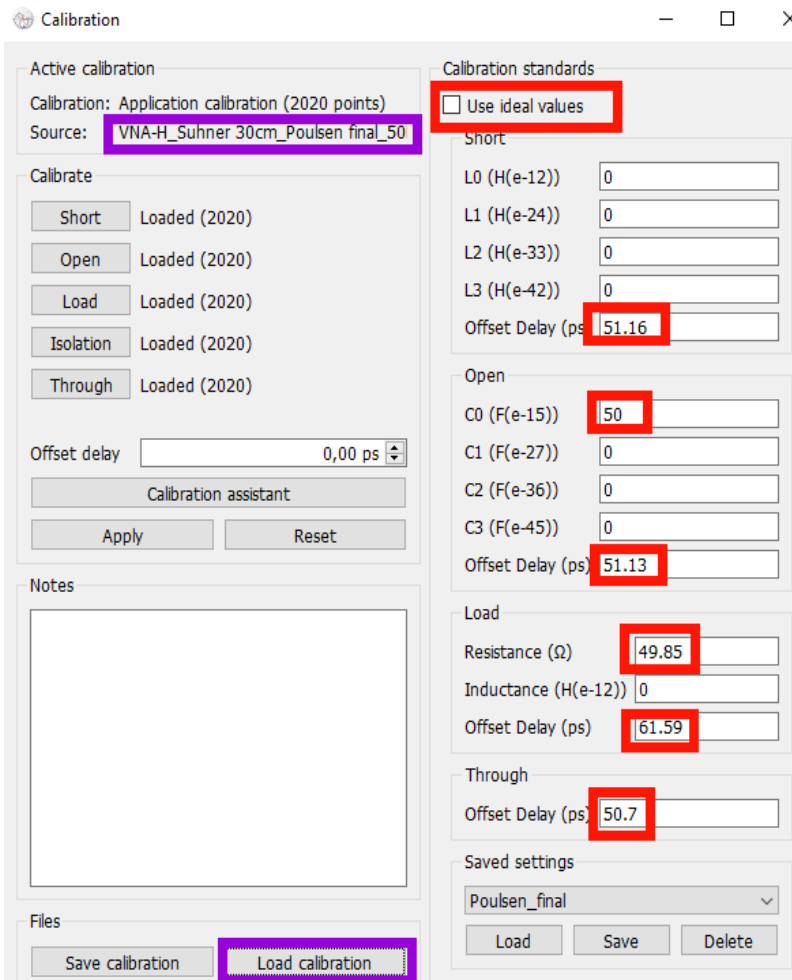 Calibration
Active calibration
Calibration: Application calibration (2020 points)
Source: VNA-H_Suhner 30cm_Poulsen final_50
Calibrate
Short Loaded (2020)
Open Loaded (2020)
Load Loaded (2020)
Isolation Loaded (2020)
Through Loaded (2020)
Offset delay 0,00 ps
Calibration assistant
Apply Reset
Notes
Files
Save calibration Load calibration
Calibration standards
Use ideal values
Short
L0 (H(e-12)) 0
L1 (H(e-24)) 0
L2 (H(e-33)) 0
L3 (H(e-42)) 0
Offset Delay (ps 51.16
Open
C0 (F(e-15)) 50
C1 (F(e-27)) 0
C2 (F(e-36)) 0
C3 (F(e-45)) 0
Offset Delay (ps) 51.13
Load
Resistance (Ω) 49.85
Inductance (H(e-12)) 0
Offset Delay (ps) 61.59
Through
Offset Delay (ps) 50.7
Saved settings
Poulsen_final
Load Save Delete